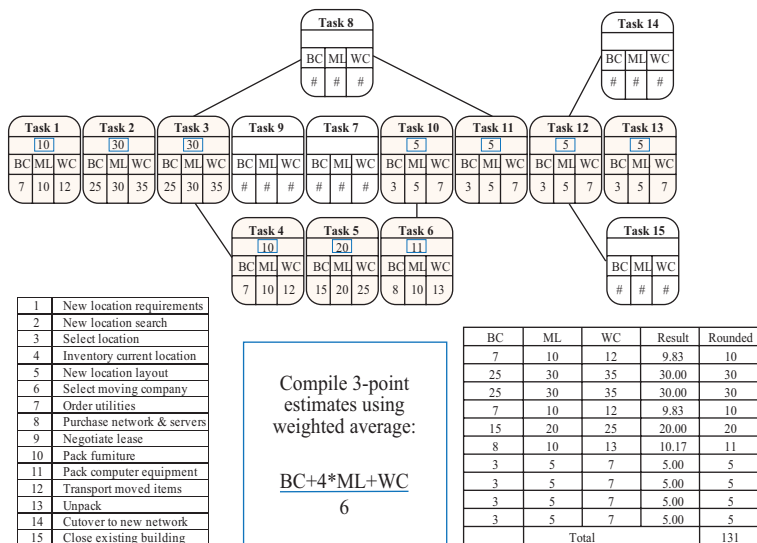 Task 8
BC ML WC
# # #
Task 14
BC ML WC
# # #
Task 1
10
BC ML WC
7 10 12
Task 2
30
BC ML WC
25 30 35
Task 3
30
BC ML WC
25 30 35
Task 9
BC ML WC
# # #
Task 7
BC ML WC
# # #
Task 10
5
BC ML WC
3 5 7
Task 11
5
BC ML WC
3 5 7
Task 12
5
BC ML WC
3 5 7
Task 13
5
BC ML WC
3 5 7
Task 4
10
BC ML WC
7 10 12
Task 5
20
BC ML WC
15 20 25
Task 6
11
BC ML WC
8 10 13
Task 15
BC ML WC
# # #
1 New location requirements
2 New location search
3 Select location
4 Inventory current location
5 New location layout
6 Select moving company
7 Order utilities
8 Purchase network & servers
9 Negotiate lease
10 Pack furniture
11 Pack computer equipment
12 Transport moved items
13 Unpack
14 Cutover to new network
15 Close existing building
Compile 3-point
estimates using
weighted average:
BC+4*ML+WC
6
BC ML WC Result Rounded
7 10 12 9.83 10
25 30 35 30.00 30
25 30 35 30.00 30
7 10 12 9.83 10
15 20 25 20.00 20
8 10 13 10.17 11
3 5 7 5.00 5
3 5 7 5.00 5
3 5 7 5.00 5
3 5 7 5.00 5
Total 131